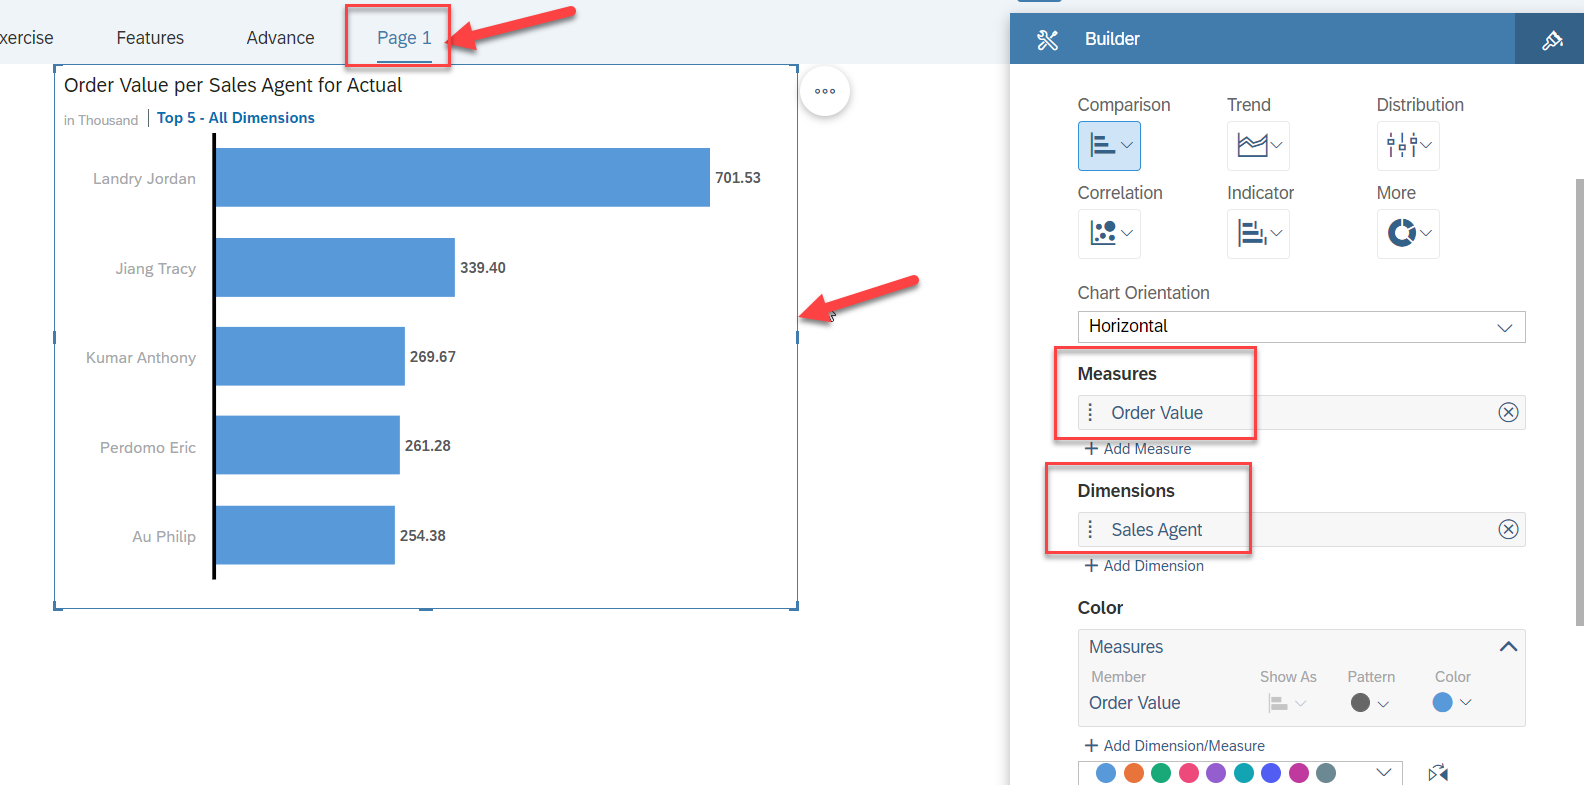 xercise Features Advance Page 1
Order Value per Sales Agent for Actual
in Thousand Top 5 - All Dimensions
Landry Jordan 701.53
Jiang Tracy 339.40
Kumar Anthony 269.67
Perdomo Eric 261.28
Au Philip 254.38
Builder
Comparison Trend Distribution
Correlation Indicator More
Chart Orientation
Horizontal
Measures
Order Value
+ Add Measure
Dimensions
Sales Agent
+ Add Dimension
Color
Measures
Member Show As Pattern Color
Order Value
+ Add Dimension/Measure